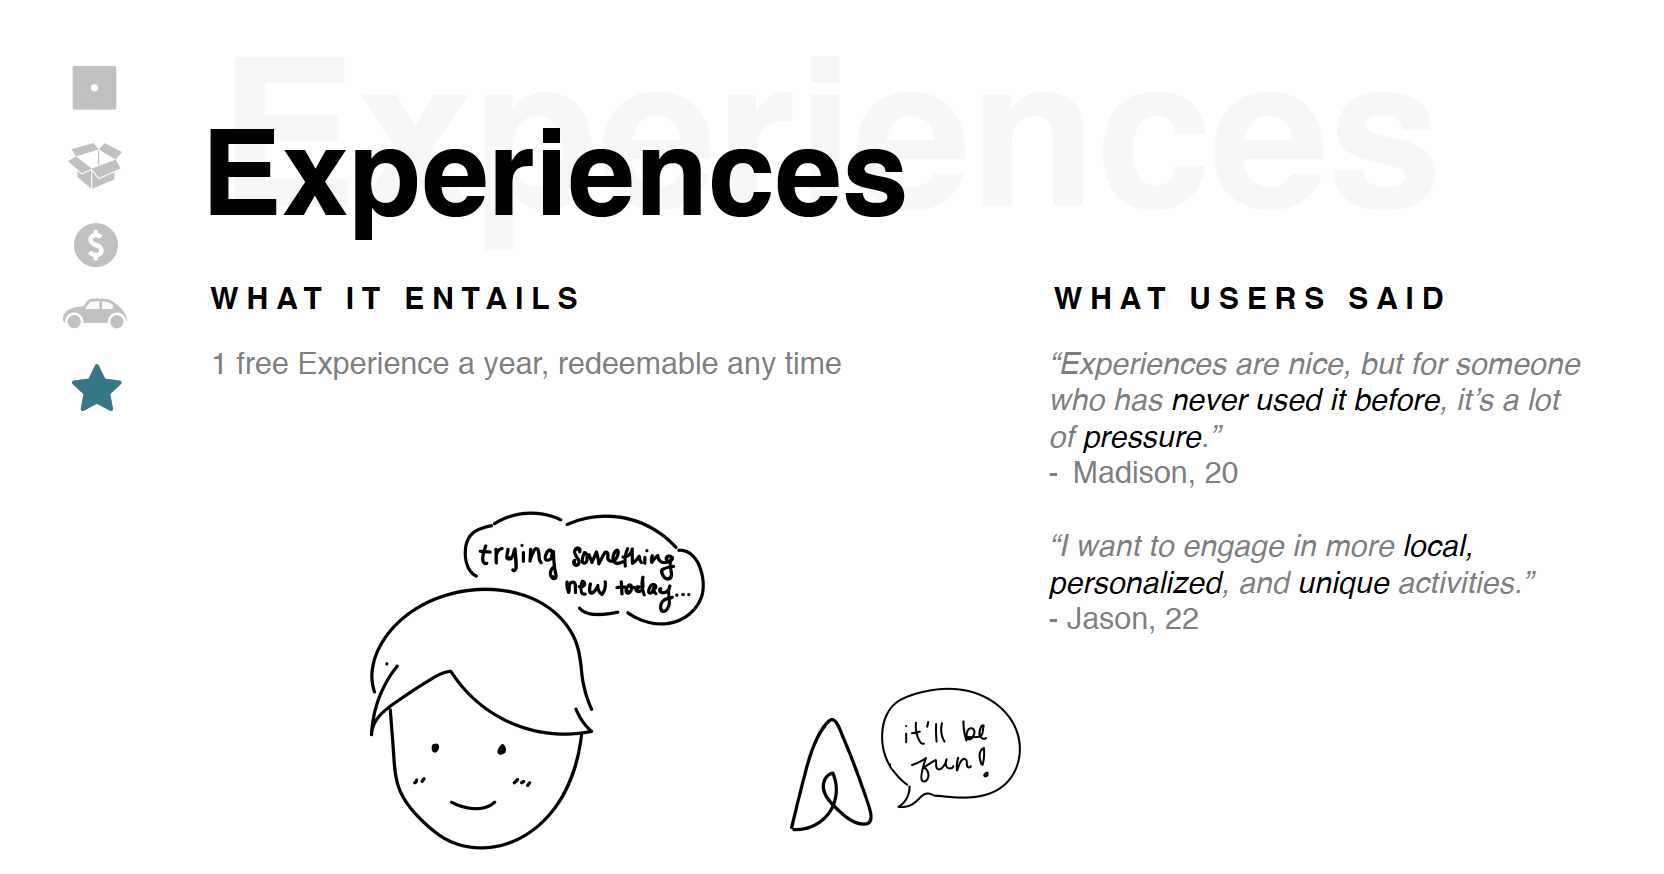 Experiences
Experiences
WHAT IT ENTAILS
1 free Experience a year, redeemable any time
WHAT USERS SAID
“Experiences are nice, but for someone
who has never used it before, it’s a lot
of pressure.”
- Madison, 20
“I want to engage in more local,
personalized, and unique activities.”
- Jason, 22
trying something
new today...
it'll be
fun!